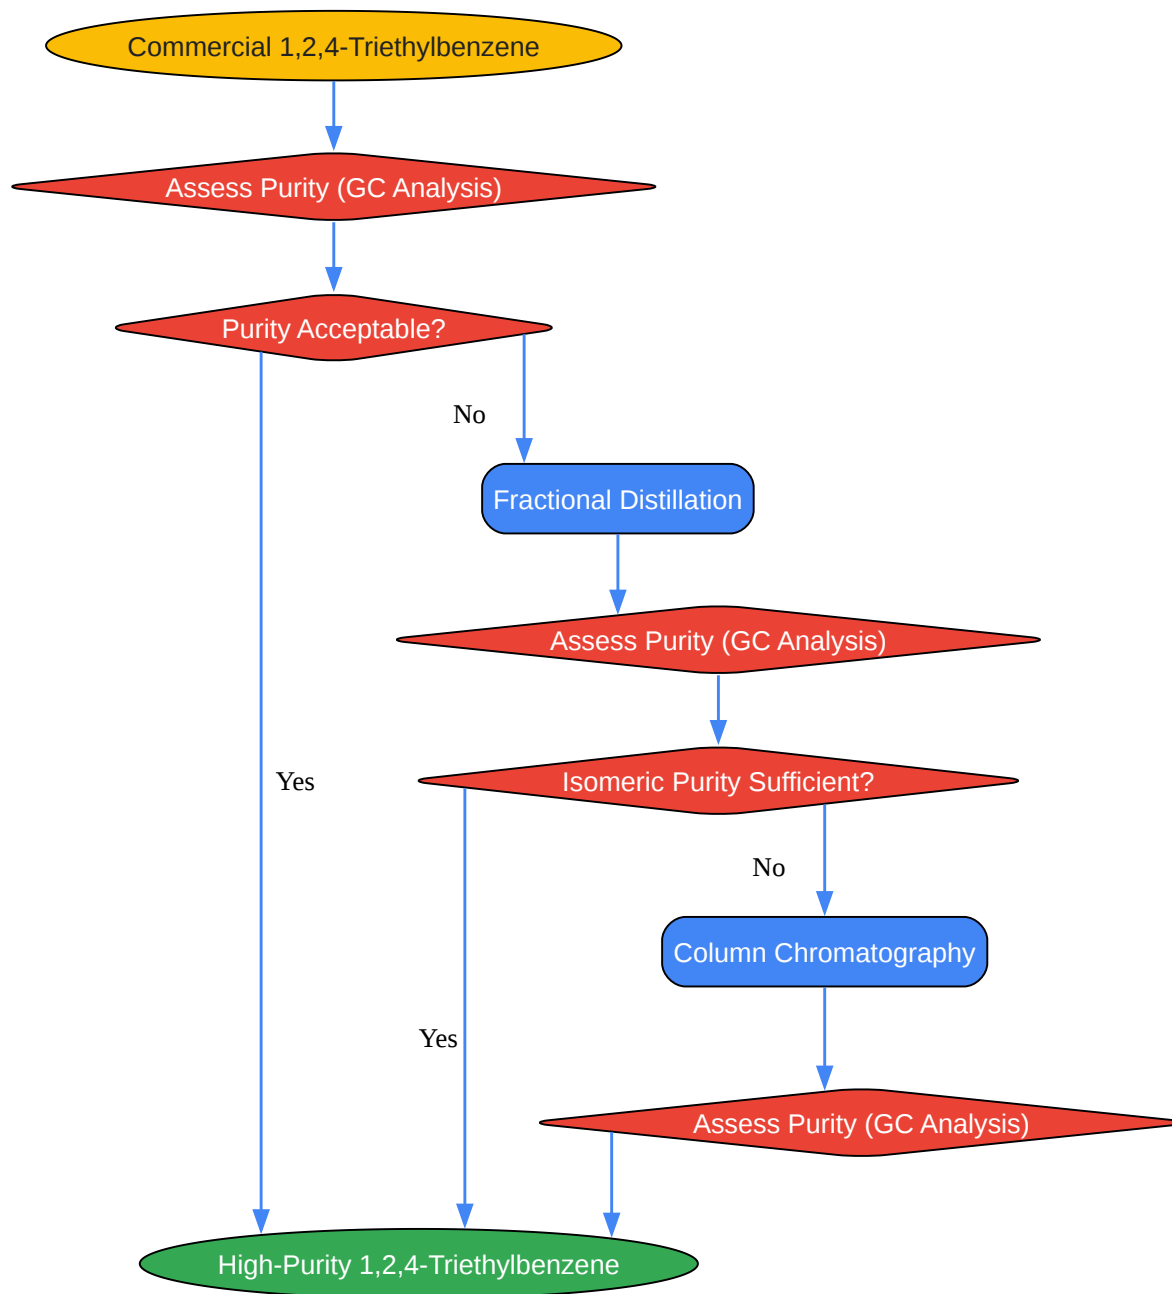 Commercial 1,2,4-Triethylbenzene
Assess Purity (GC Analysis)
Purity Acceptable?
No
Fractional Distillation
Assess Purity (GC Analysis)
Yes
Isomeric Purity Sufficient?
No
Column Chromatography
Yes
Assess Purity (GC Analysis)
High-Purity 1,2,4-Triethylbenzene